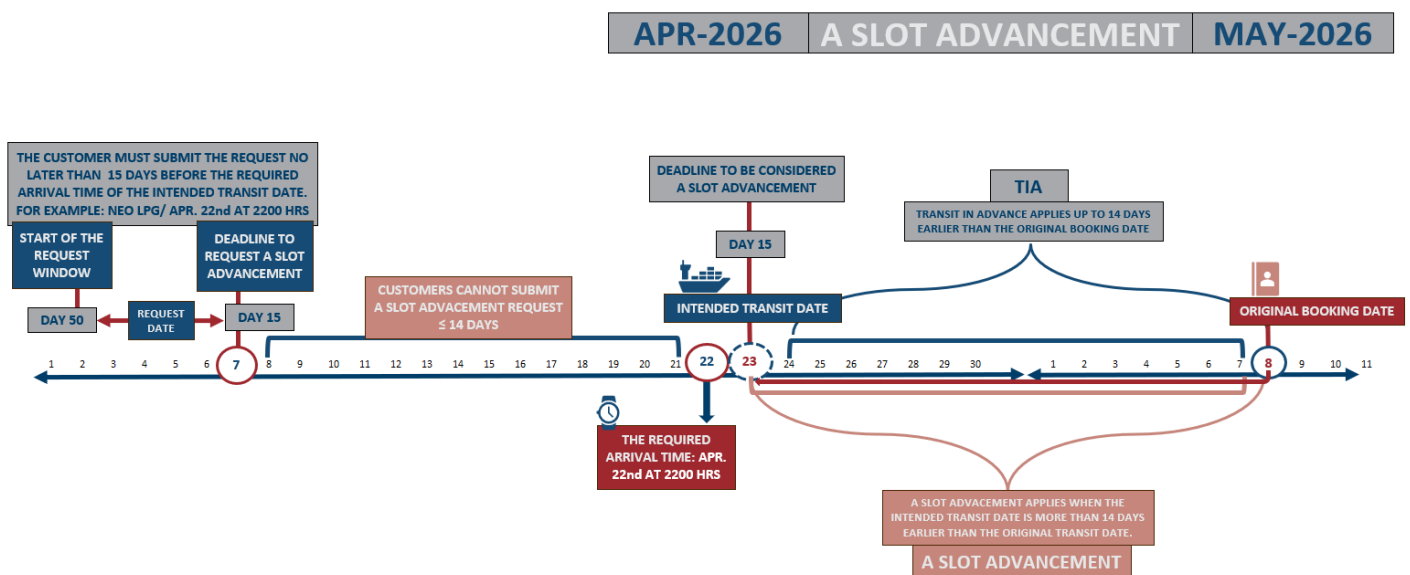 APR-2026 A SLOT ADVANCEMENT MAY-2026
THE CUSTOMER MUST SUBMIT THE REQUEST NO
LATER THAN 15 DAYS BEFORE THE REQUIRED
ARRIVAL TIME OF THE INTENDED TRANSIT DATE.
FOR EXAMPLE: NEO LPG/ APR. 22nd AT 2200 HRS
START OF THE
REQUEST
WINDOW
DEADLINE TO
REQUEST A SLOT
ADVANCEMENT
DAY 50
REQUEST
DATE
DAY 15
CUSTOMERS CANNOT SUBMIT
A SLOT ADVACEMENT REQUEST
≤ 14 DAYS
DEADLINE TO BE CONSIDERED
A SLOT ADVANCEMENT
DAY 15
INTENDED TRANSIT DATE
TIA
TRANSIT IN ADVANCE APPLIES UP TO 14 DAYS
EARLIER THAN THE ORIGINAL BOOKING DATE
ORIGINAL BOOKING DATE
1 2 3 4 5 6 7 8 9 10 11 12 13 14 15 16 17 18 19 20 21 22 23 24 25 26 27 28 29 30 1 2 3 4 5 6 7 8 9 10 11
THE REQUIRED
ARRIVAL TIME: APR.
22nd AT 2200 HRS
A SLOT ADVACEMENT APPLIES WHEN THE
INTENDED TRANSIT DATE IS MORE THAN 14 DAYS
EARLIER THAN THE ORIGINAL TRANSIT DATE.
A SLOT ADVANCEMENT